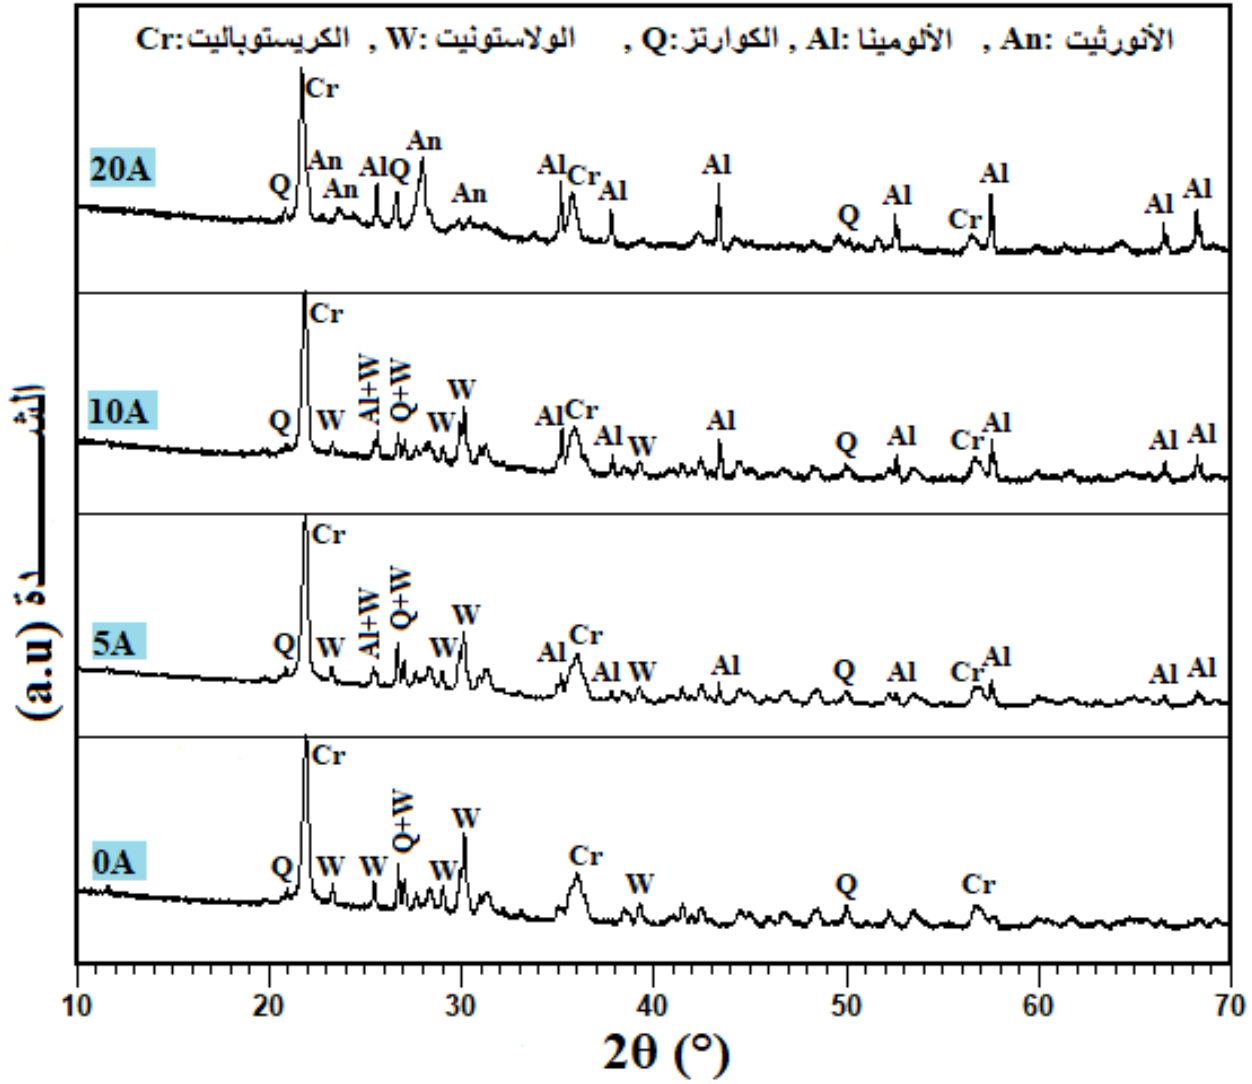 Cr:الكريستوباليت , W: الولاستونيت , Q:الكوارتز , Al: الألومينا , An: الأنورثيت
20A
Q
Cr
An
An
Al
Q
An
An
Al
Cr
Al
Al
Q
Al
Cr
Al
Al
Al
10A
Q
Cr
W
Al+W
Q+W
W
W
Al
Cr
Al
W
Al
Q
Al
Cr
Al
Al
Al
5A
Q
Cr
W
Al+W
Q+W
W
W
Al
Cr
Al
W
Al
Q
Al
Cr
Al
Al
Al
0A
Q
Cr
W
W
Q+W
W
W
Cr
W
Q
Cr
الشـــــــدة (a.u)
10 20 30 40 50 60 70
2θ (°)